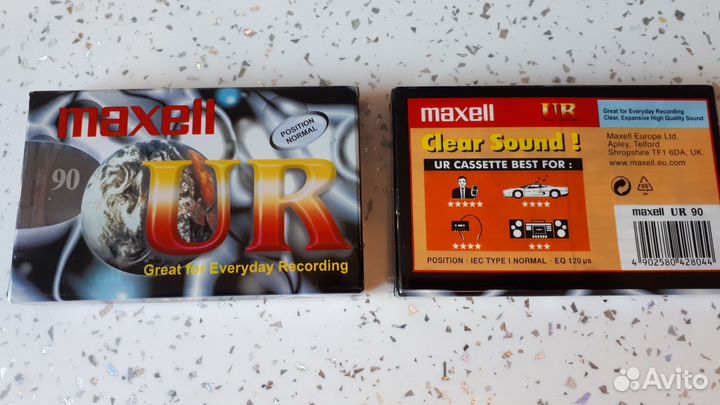 maxell
POSITION
NORMAL
90
UR
Great for Everyday Recording
maxell UR
Great for Everyday Recording
Clear, Expansive High Quality Sound
Clear Sound !
UR CASSETTE BEST FOR :
POSITION · IEC TYPE I NORMAL · EQ 120 µs
Maxell Europe Ltd.
Apley, Telford
Shropshire TF1 6DA, UK.
www.maxell.eu.com
maxell UR 90
4 902580 428044
Avito